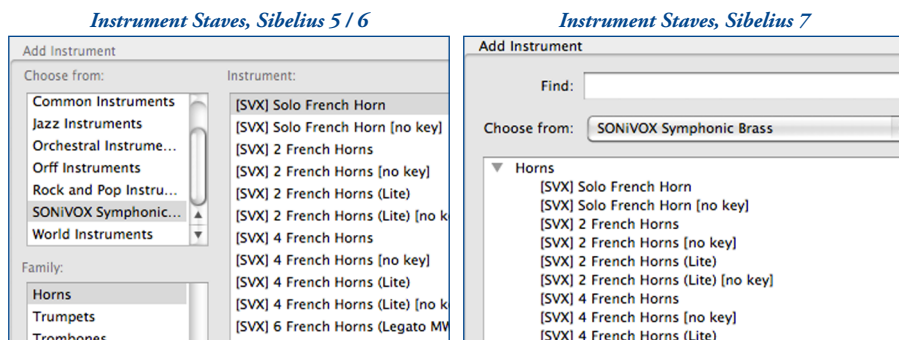 Instrument Staves, Sibelius 5 / 6
Add Instrument
Choose from:
Common Instruments
Jazz Instruments
Orchestral Instrume...
Orff Instruments
Rock and Pop Instru...
SONiVOX Symphonic...
World Instruments
Family:
Horns
Trumpets
Trombones
Instrument:
[SVX] Solo French Horn
[SVX] Solo French Horn [no key]
[SVX] 2 French Horns
[SVX] 2 French Horns [no key]
[SVX] 2 French Horns (Lite)
[SVX] 2 French Horns (Lite) [no k
[SVX] 4 French Horns
[SVX] 4 French Horns [no key]
[SVX] 4 French Horns (Lite)
[SVX] 4 French Horns (Lite) [no k
[SVX] 6 French Horns (Legato MW
Instrument Staves, Sibelius 7
Add Instrument
Find:
Choose from: SONiVOX Symphonic Brass
Horns
[SVX] Solo French Horn
[SVX] Solo French Horn [no key]
[SVX] 2 French Horns
[SVX] 2 French Horns [no key]
[SVX] 2 French Horns (Lite)
[SVX] 2 French Horns (Lite) [no key]
[SVX] 4 French Horns
[SVX] 4 French Horns [no key]
[SVX] 4 French Horns (Lite)